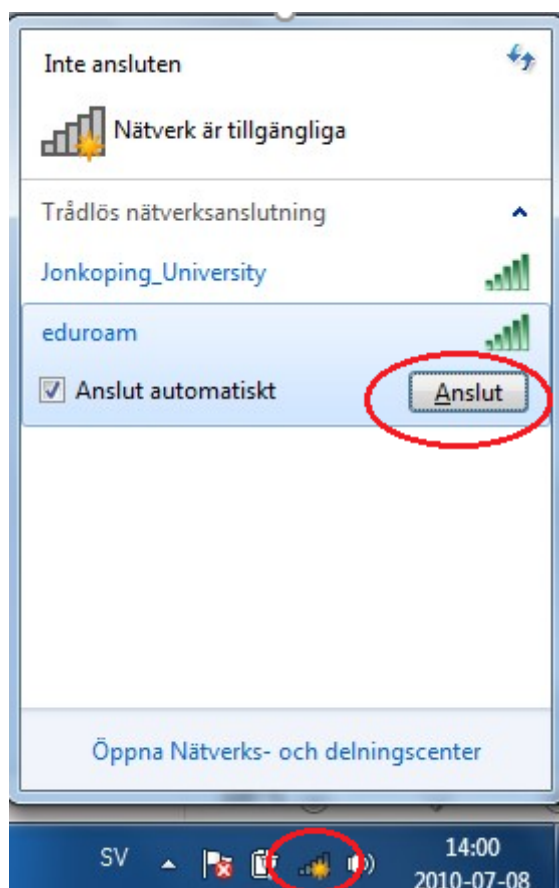 Inte ansluten
Nätverk är tillgängliga
Trådlös nätverksanslutning
Jonkoping_University
eduroam
Anslut automatiskt
Anslut
Öppna Nätverks- och delningscenter
SV
14:00
2010-07-08